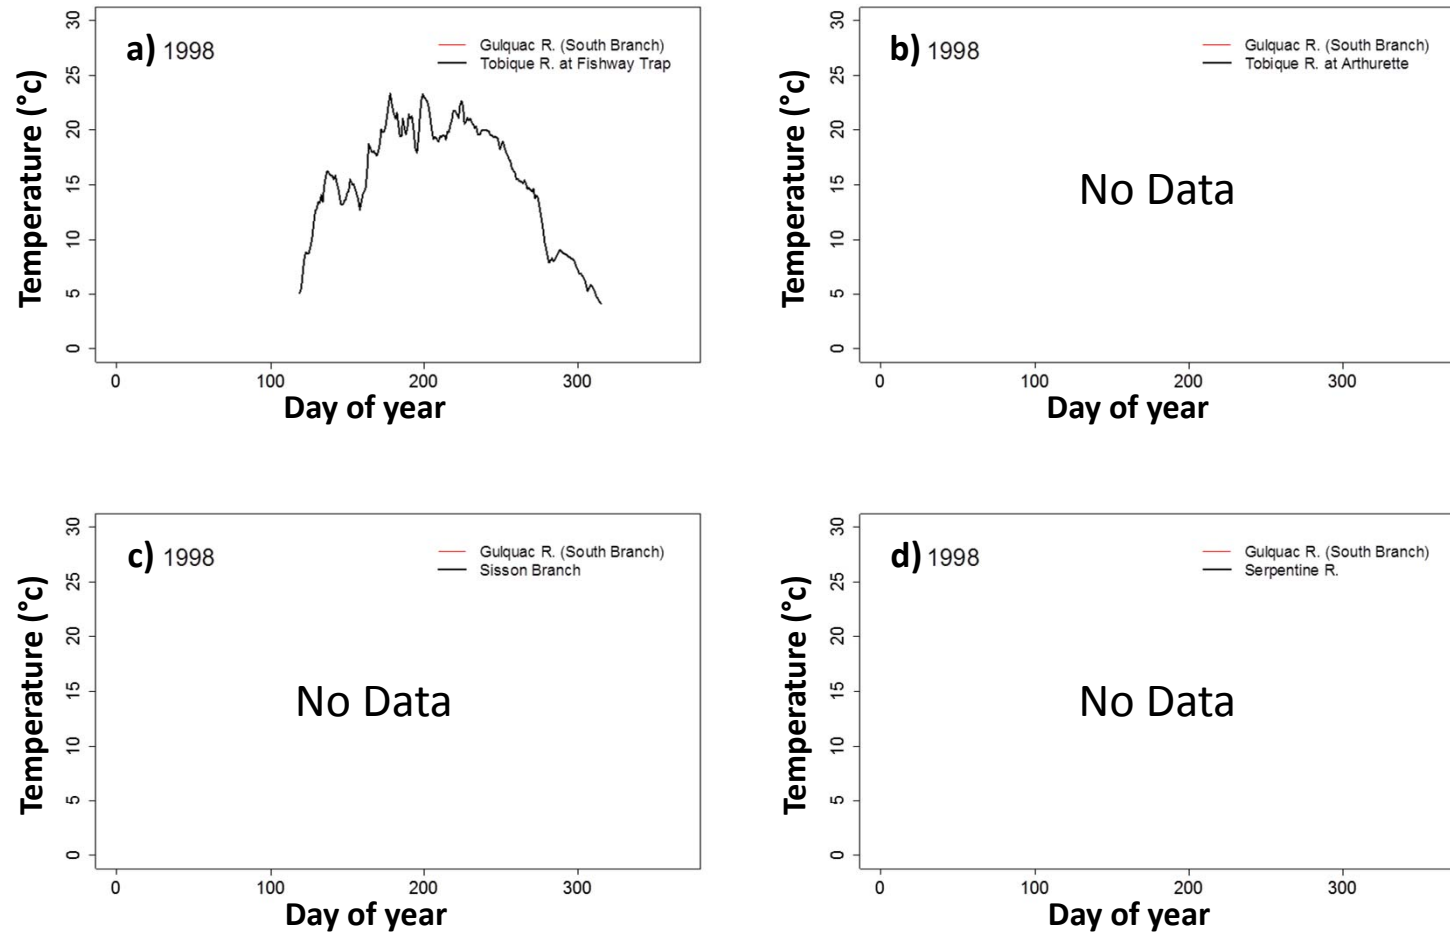 a) 1998
Gulquac R. (South Branch)
Tobique R. at Fishway Trap
Temperature (°c)
30
25
20
15
10
5
0
0 100 200 300
Day of year
b) 1998
Gulquac R. (South Branch)
Tobique R. at Arthurette
Temperature (°c)
30
25
20
15
10
5
0
No Data
0 100 200 300
Day of year
c) 1998
Gulquac R. (South Branch)
Sisson Branch
Temperature (°c)
30
25
20
15
10
5
0
No Data
0 100 200 300
Day of year
d) 1998
Gulquac R. (South Branch)
Serpentine R.
Temperature (°c)
30
25
20
15
10
5
0
No Data
0 100 200 300
Day of year